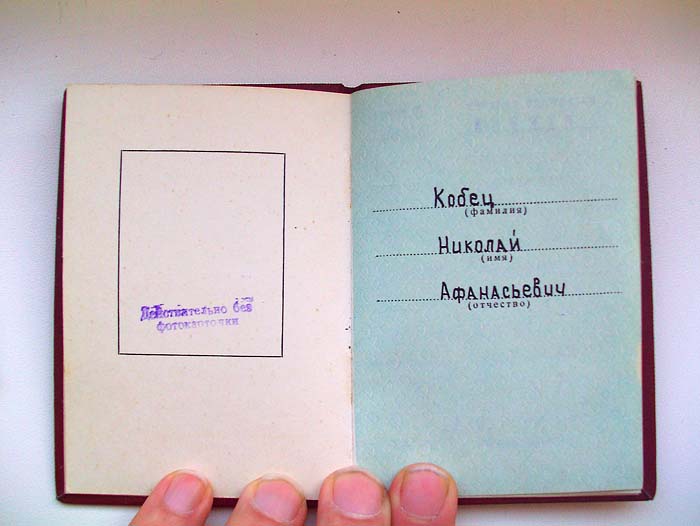 Действительно без
фотокарточки
Кобец
(фамилия)
Николай
(имя)
Афанасьевич
(отчество)